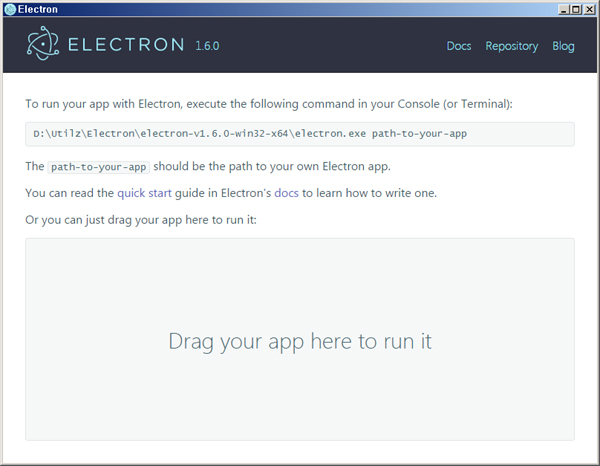 Electron
ELECTRON 1.6.0 Docs Repository Blog
To run your app with Electron, execute the following command in your Console (or Terminal):
D:\Utilz\Electron\electron-v1.6.0-win32-x64\electron.exe path-to-your-app
The path-to-your-app should be the path to your own Electron app.
You can read the quick start guide in Electron's docs to learn how to write one.
Or you can just drag your app here to run it:
Drag your app here to run it